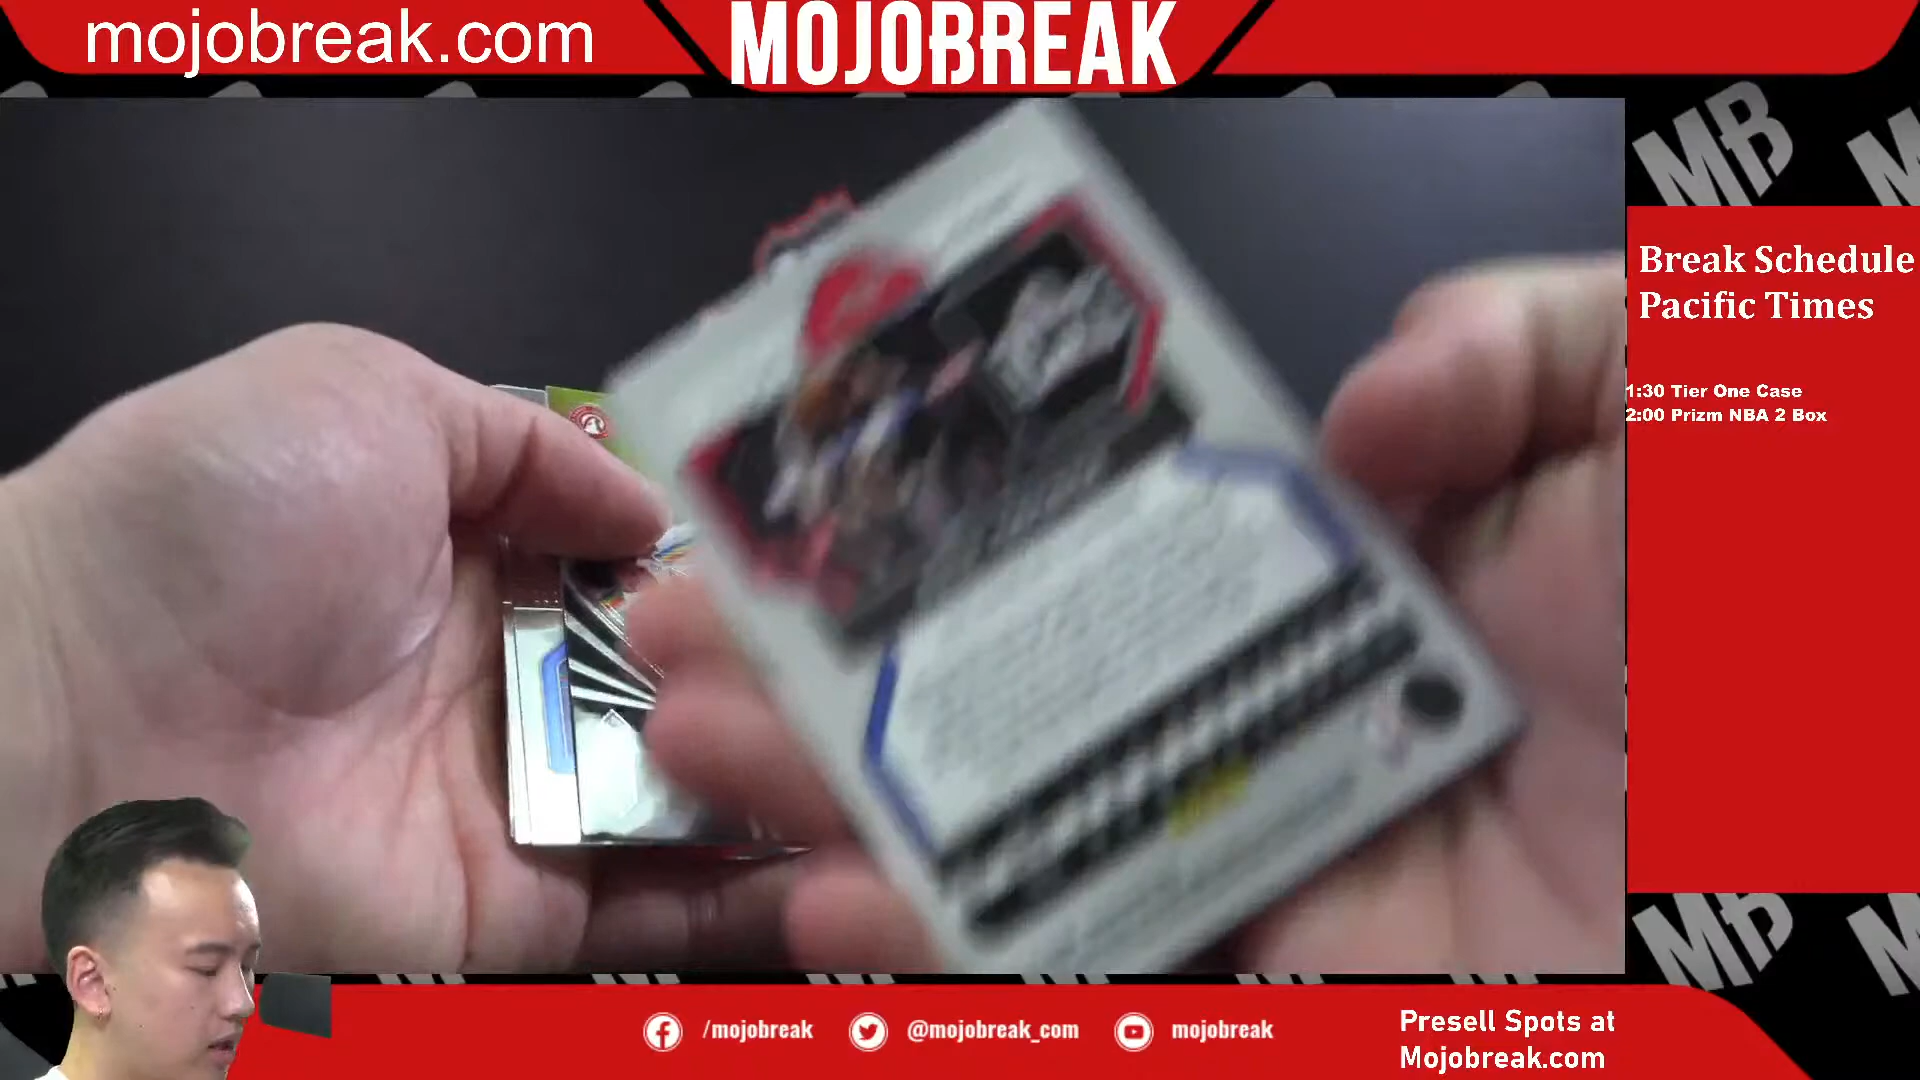 mojobreak.com
MOJOBREAK
Break Schedule
Pacific Times
1:30 Tier One Case
2:00 Prizm NBA 2 Box
/mojobreak
@mojobreak_com
mojobreak
Presell Spots at
Mojobreak.com